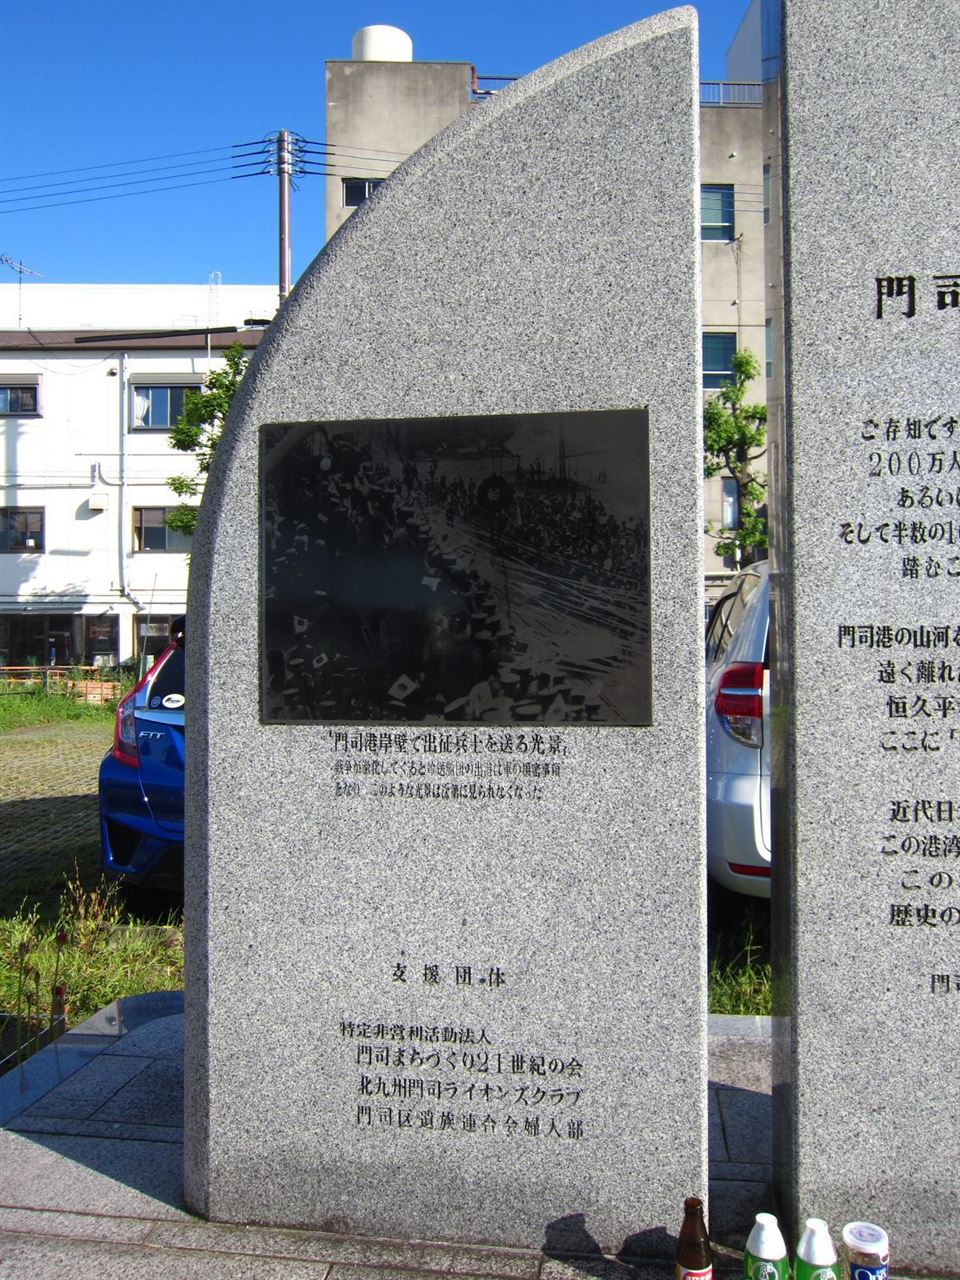 『門司港岸壁で出征兵士を送る光景』
戦争が激化してくると輸送船団の出港は軍の機密事項
となり このような光景は次第に見られなくなった
支援団体
特定非営利活動法人
門司まちづくり21世紀の会
北九州門司ライオンズクラブ
門司区遺族連合会婦人部
門司
ご存知です
200万人
あるいは
そして半数の1
踏むこ
門司港の山河を
遠く離れ
恒久平
ここに
近代日
この港湾
この
歴史の
門司
FIT